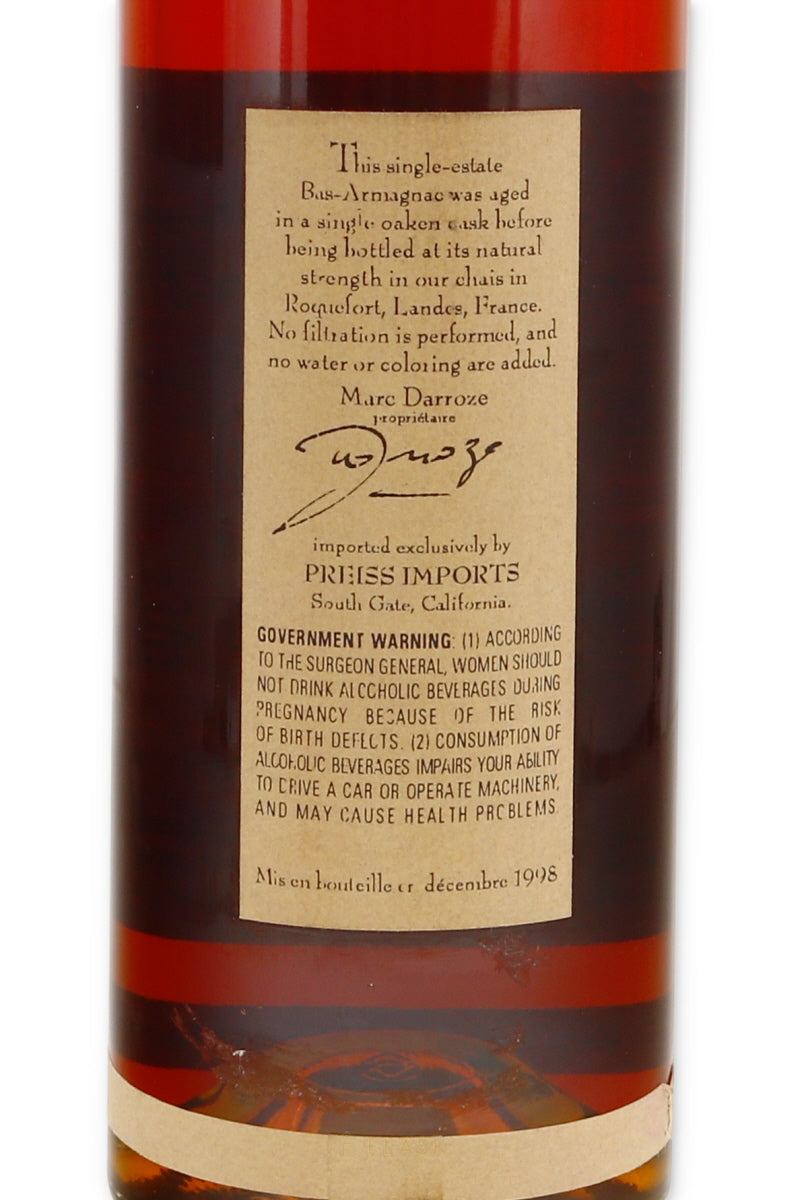 This single-estate
Bas-Armagnac was aged
in a single oaken cask before
being bottled at its natural
strength in our chais in
Roquefort, Landes, France.
No filtration is performed, and
no water or coloring are added.
Marc Darroze
propriétaire
Darroze
imported exclusively by
PREISS IMPORTS
South Gate, California.
GOVERNMENT WARNING: (1) ACCORDING
TO THE SURGEON GENERAL, WOMEN SHOULD
NOT DRINK ALCOHOLIC BEVERAGES DURING
PREGNANCY BECAUSE OF THE RISK
OF BIRTH DEFECTS. (2) CONSUMPTION OF
ALCOHOLIC BEVERAGES IMPAIRS YOUR ABILITY
TO DRIVE A CAR OR OPERATE MACHINERY,
AND MAY CAUSE HEALTH PROBLEMS.
Mis en bouteille en décembre 1998